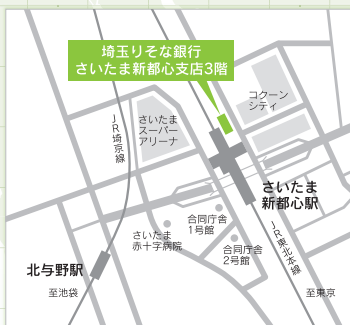 埼玉りそな銀行
さいたま新都心支店3階
コクーン
シティ
さいたま
スーパー
アリーナ
JR埼京線
さいたま
新都心駅
合同庁舎
1号館
さいたま
赤十字病院
合同庁舎
2号館
JR東北本線
北与野駅
至池袋
至東京